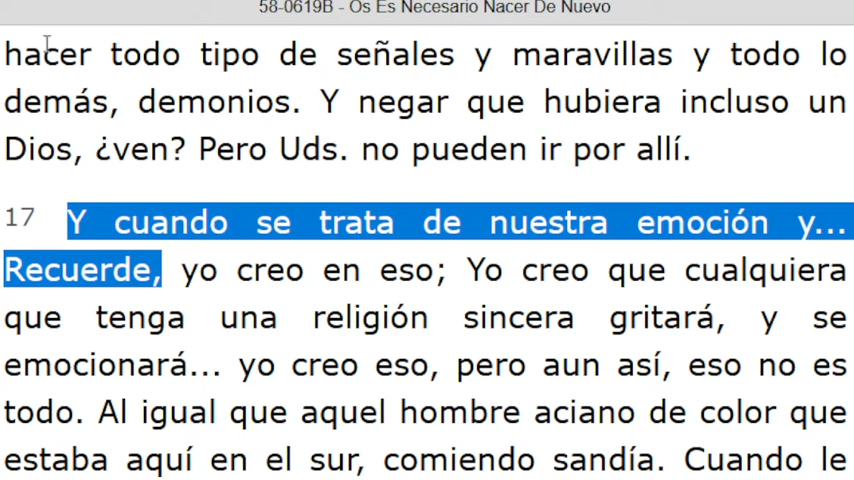 58-0619B - Os Es Necesario Nacer De Nuevo
hacer todo tipo de señales y maravillas y todo lo
demás, demonios. Y negar que hubiera incluso un
Dios, ¿ven? Pero Uds. no pueden ir por allí.
17 Y cuando se trata de nuestra emoción y...
Recuerde, yo creo en eso; Yo creo que cualquiera
que tenga una religión sincera gritará, y se
emocionará... yo creo eso, pero aun así, eso no es
todo. Al igual que aquel hombre aciano de color que
estaba aquí en el sur, comiendo sandía. Cuando le